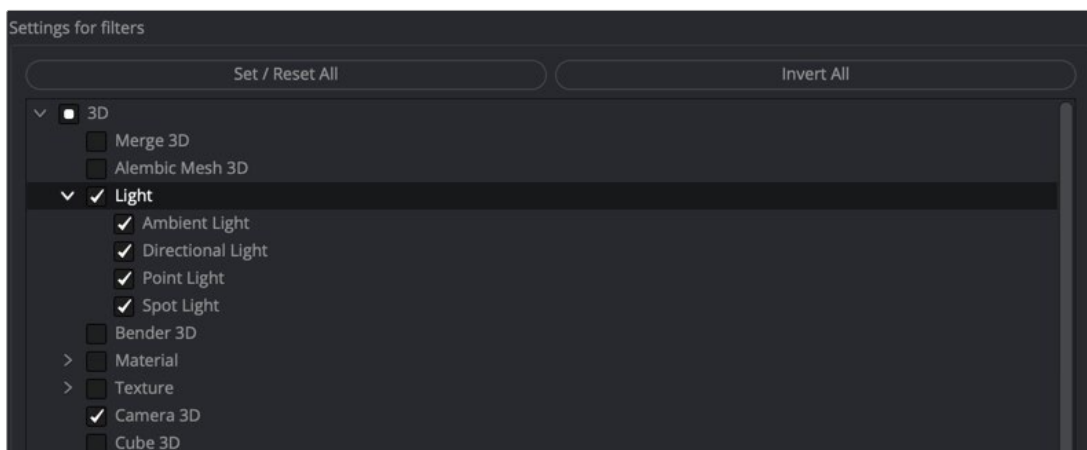 Settings for filters
Set / Reset All
Invert All
3D
Merge 3D
Alembic Mesh 3D
Light
Ambient Light
Directional Light
Point Light
Spot Light
Bender 3D
Material
Texture
Camera 3D
Cube 3D